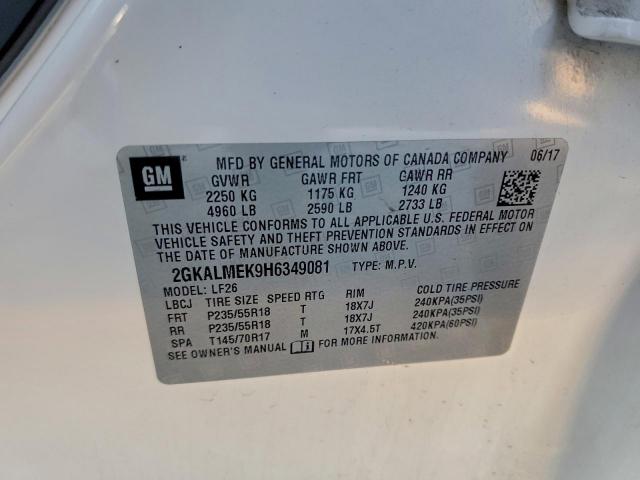 GM
MFD BY GENERAL MOTORS OF CANADA COMPANY 06/17
GVWR GAWR FRT GAWR RR
2250 KG 1175 KG 1240 KG
4960 LB 2590 LB 2733 LB
THIS VEHICLE CONFORMS TO ALL APPLICABLE U.S. FEDERAL MOTOR
VEHICLE SAFETY AND THEFT PREVENTION STANDARDS IN EFFECT ON
THE DATE OF MANUFACTURE SHOWN ABOVE.
2GKALMEK9H6349081 TYPE: M.P.V.
MODEL: LF26
LBCJ TIRE SIZE SPEED RTG RIM COLD TIRE PRESSURE
FRT P235/55R18 T 18X7J 240KPA(35PSI)
RR P235/55R18 T 18X7J 240KPA(35PSI)
SPA T145/70R17 M 17X4.5T 420KPA(60PSI)
SEE OWNER'S MANUAL FOR MORE INFORMATION.